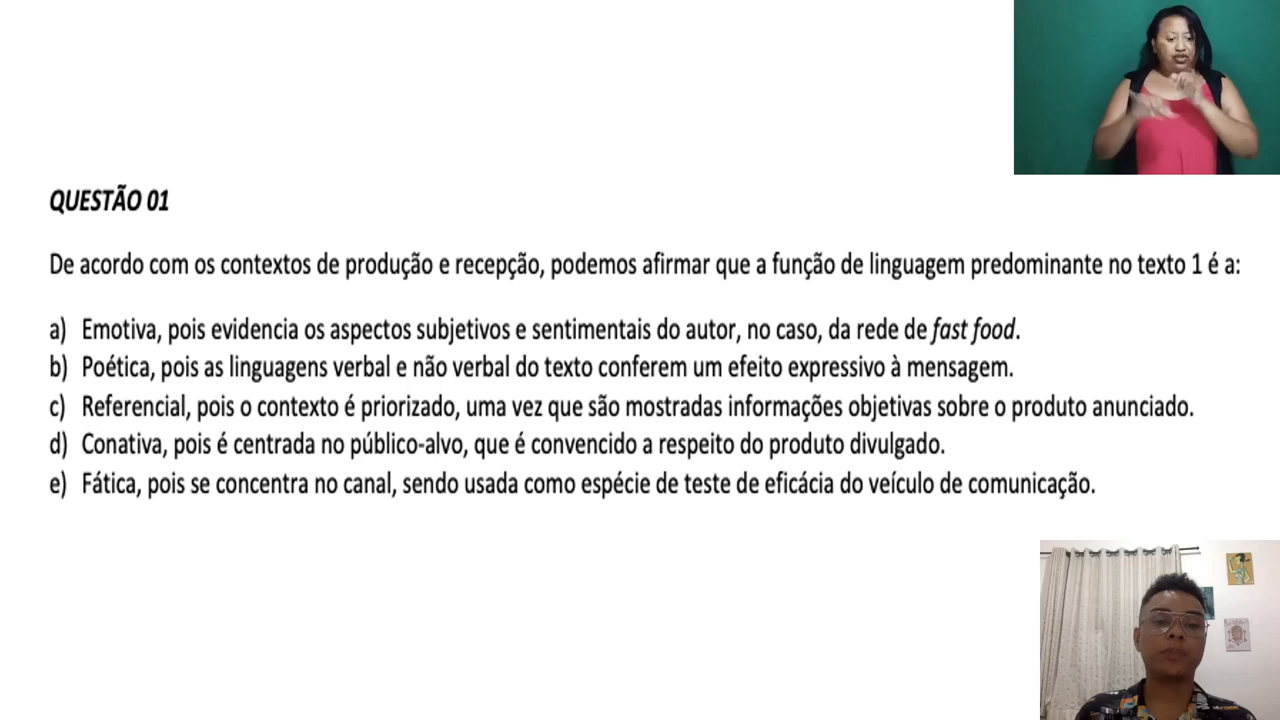 QUESTÃO 01
De acordo com os contextos de produção e recepção, podemos afirmar que a função de linguagem predominante no texto 1 é a:
a) Emotiva, pois evidencia os aspectos subjetivos e sentimentais do autor, no caso, da rede de fast food.
b) Poética, pois as linguagens verbal e não verbal do texto conferem um efeito expressivo à mensagem.
c) Referencial, pois o contexto é priorizado, uma vez que são mostradas informações objetivas sobre o produto anunciado.
d) Conativa, pois é centrada no público-alvo, que é convencido a respeito do produto divulgado.
e) Fática, pois se concentra no canal, sendo usada como espécie de teste de eficácia do veículo de comunicação.